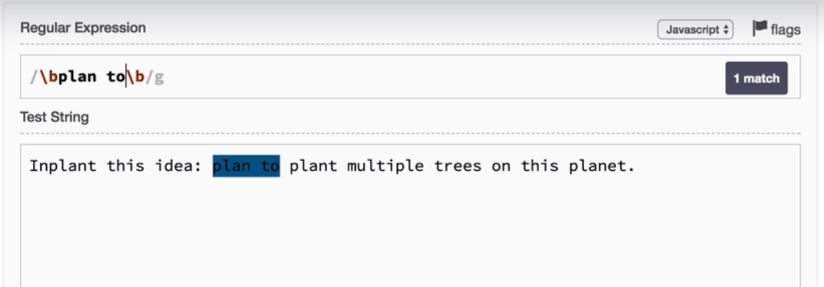 Regular Expression
Javascript flags
/\bplan to\b/g
1 match
Test String
Inplant this idea: plan to plant multiple trees on this planet.